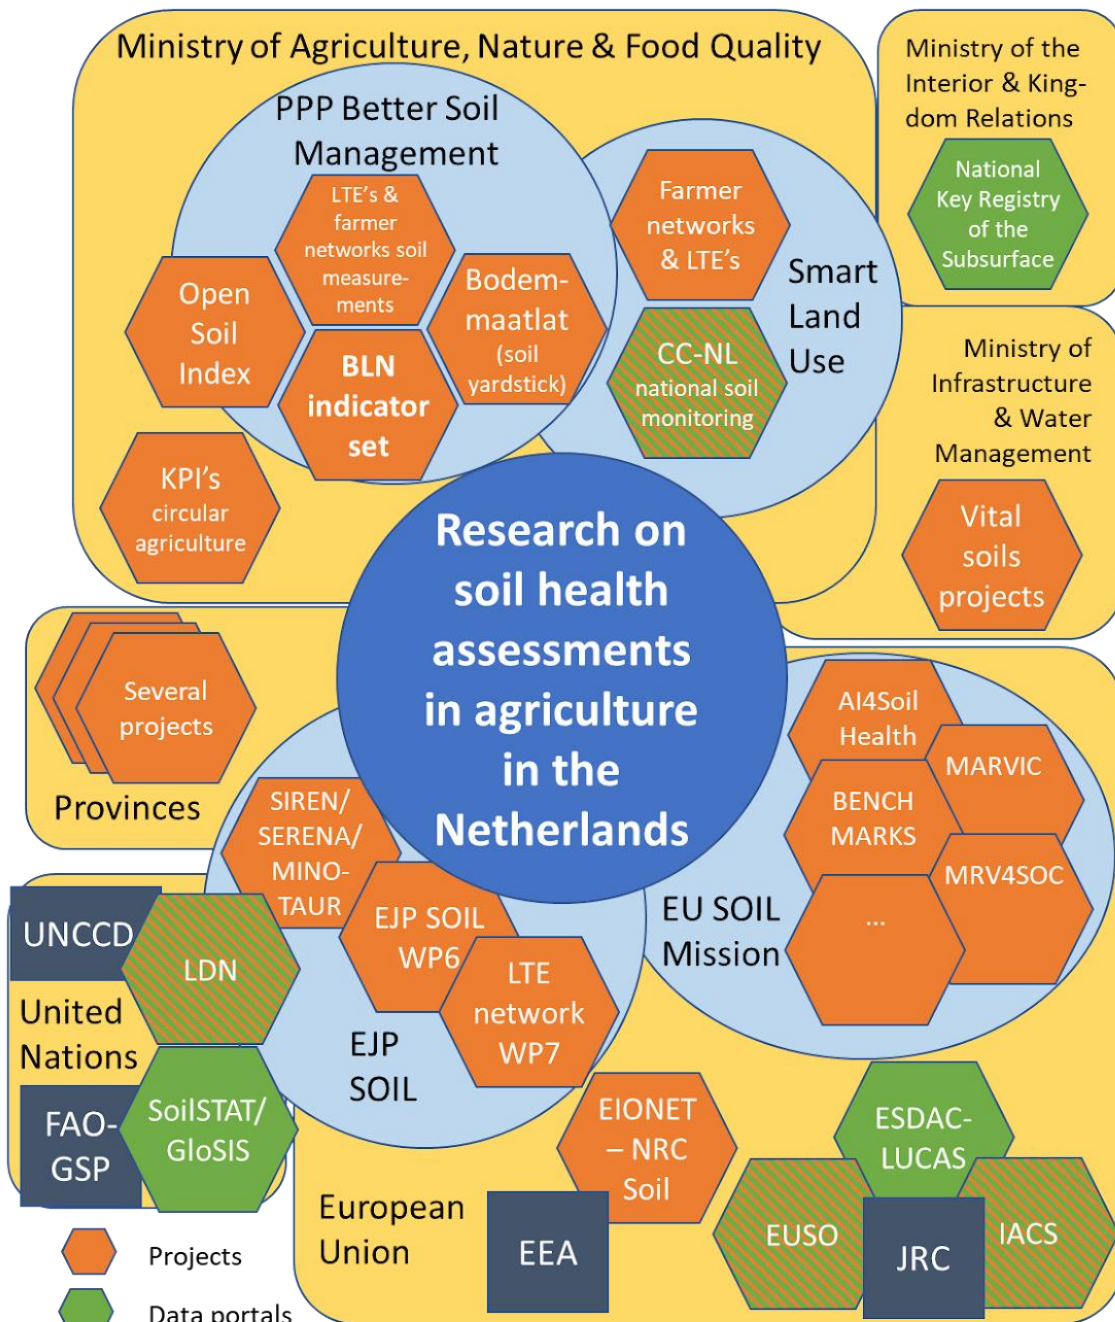 Ministry of Agriculture, Nature & Food Quality
PPP Better Soil
Management
LTE's &
farmer
networks soil
measure-
ments
Open
Soil
Index
Bodem-
maatlat
(soil
yardstick)
BLN
indicator
set
KPI's
circular
agriculture
Farmer
networks
& LTE's
Smart
Land
Use
CC-NL
national soil
monitoring
Ministry of the
Interior & King-
dom Relations
National
Key Registry
of the
Subsurface
Ministry of
Infrastructure
& Water
Management
Vital
soils
projects
Research on
soil health
assessments
in agriculture
in the
Netherlands
Several
projects
Provinces
SIREN/
SERENA/
MINO-
TAUR
EJP SOIL
WP6
LTE
network
WP7
EJP
SOIL
AI4Soil
Health
MARVIC
BENCH
MARKS
MRV4SOC
...
EU SOIL
Mission
UNCCD
LDN
United
Nations
FAO-
GSP
SoilSTAT/
GloSIS
EIONET
– NRC
Soil
ESDAC-
LUCAS
European
Union
EEA
EUSO
JRC
IACS
Projects
Data portals